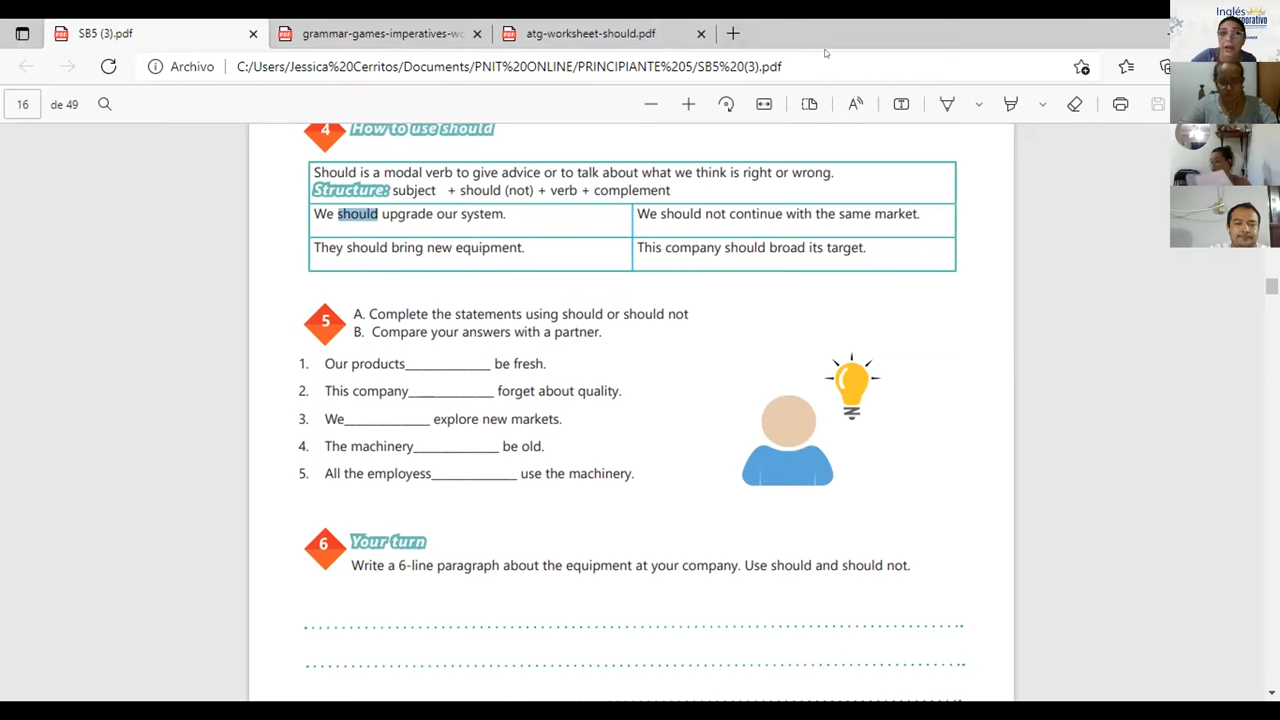 SB5 (3).pdf
grammar-games-imperatives-wo
atg-worksheet-should.pdf
Inglés
Corporativo
Archivo
C:/Users/Jessica%20Cerritos/Documents/PNIT%20ONLINE/PRINCIPIANTE%205/SB5%20(3).pdf
16 de 49
4 How to use should
Should is a modal verb to give advice or to talk about what we think is right or wrong.
Structure: subject + should (not) + verb + complement
We should upgrade our system.
We should not continue with the same market.
They should bring new equipment.
This company should broad its target.
5
A. Complete the statements using should or should not
B. Compare your answers with a partner.
1. Our products____________ be fresh.
2. This company____________ forget about quality.
3. We____________ explore new markets.
4. The machinery____________ be old.
5. All the employess____________ use the machinery.
6 Your turn
Write a 6-line paragraph about the equipment at your company. Use should and should not.